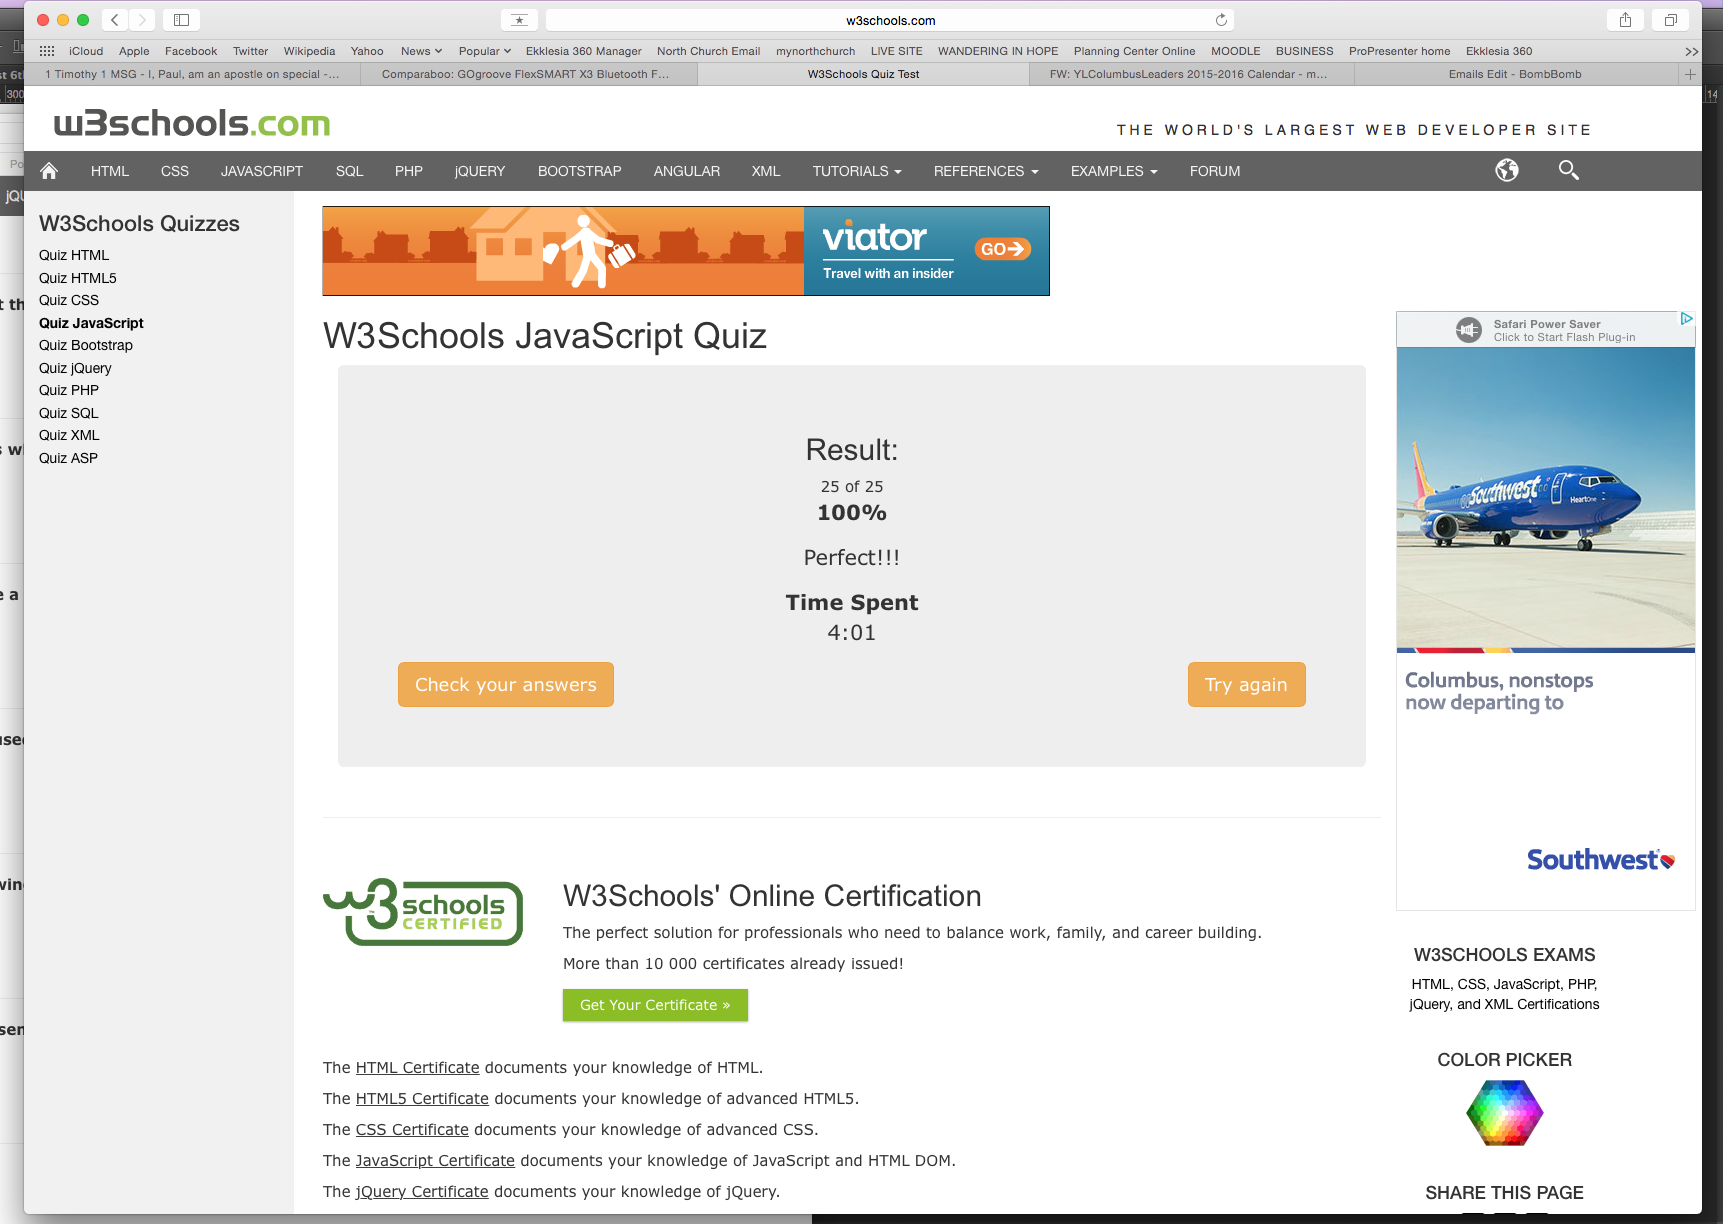 w3schools.com
iCloud Apple Facebook Twitter Wikipedia Yahoo News Popular Ekklesia 360 Manager North Church Email mynorthchurch LIVE SITE WANDERING IN HOPE Planning Center Online MOODLE BUSINESS ProPresenter home Ekklesia 360 >>
1 Timothy 1 MSG - I, Paul, am an apostle on special -... Comparaboo: GOgroove FlexSMART X3 Bluetooth F... W3Schools Quiz Test FW: YLColumbusLeaders 2015-2016 Calendar - m... Emails Edit - BombBomb +
w3schools.com
THE WORLD'S LARGEST WEB DEVELOPER SITE
HTML CSS JAVASCRIPT SQL PHP jQUERY BOOTSTRAP ANGULAR XML TUTORIALS REFERENCES EXAMPLES FORUM
W3Schools Quizzes
Quiz HTML
Quiz HTML5
Quiz CSS
Quiz JavaScript
Quiz Bootstrap
Quiz jQuery
Quiz PHP
Quiz SQL
Quiz XML
Quiz ASP
viator
Travel with an insider
GO
W3Schools JavaScript Quiz
Result:
25 of 25
100%
Perfect!!!
Time Spent
4:01
Check your answers
Try again
Safari Power Saver
Click to Start Flash Plug-in
Southwest
HeartOne
Columbus, nonstops
now departing to
Southwest
W3 schools
CERTIFIED
W3Schools' Online Certification
The perfect solution for professionals who need to balance work, family, and career building.
More than 10 000 certificates already issued!
Get Your Certificate »
The HTML Certificate documents your knowledge of HTML.
The HTML5 Certificate documents your knowledge of advanced HTML5.
The CSS Certificate documents your knowledge of advanced CSS.
The JavaScript Certificate documents your knowledge of JavaScript and HTML DOM.
The jQuery Certificate documents your knowledge of jQuery.
W3SCHOOLS EXAMS
HTML, CSS, JavaScript, PHP,
jQuery, and XML Certifications
COLOR PICKER
SHARE THIS PAGE